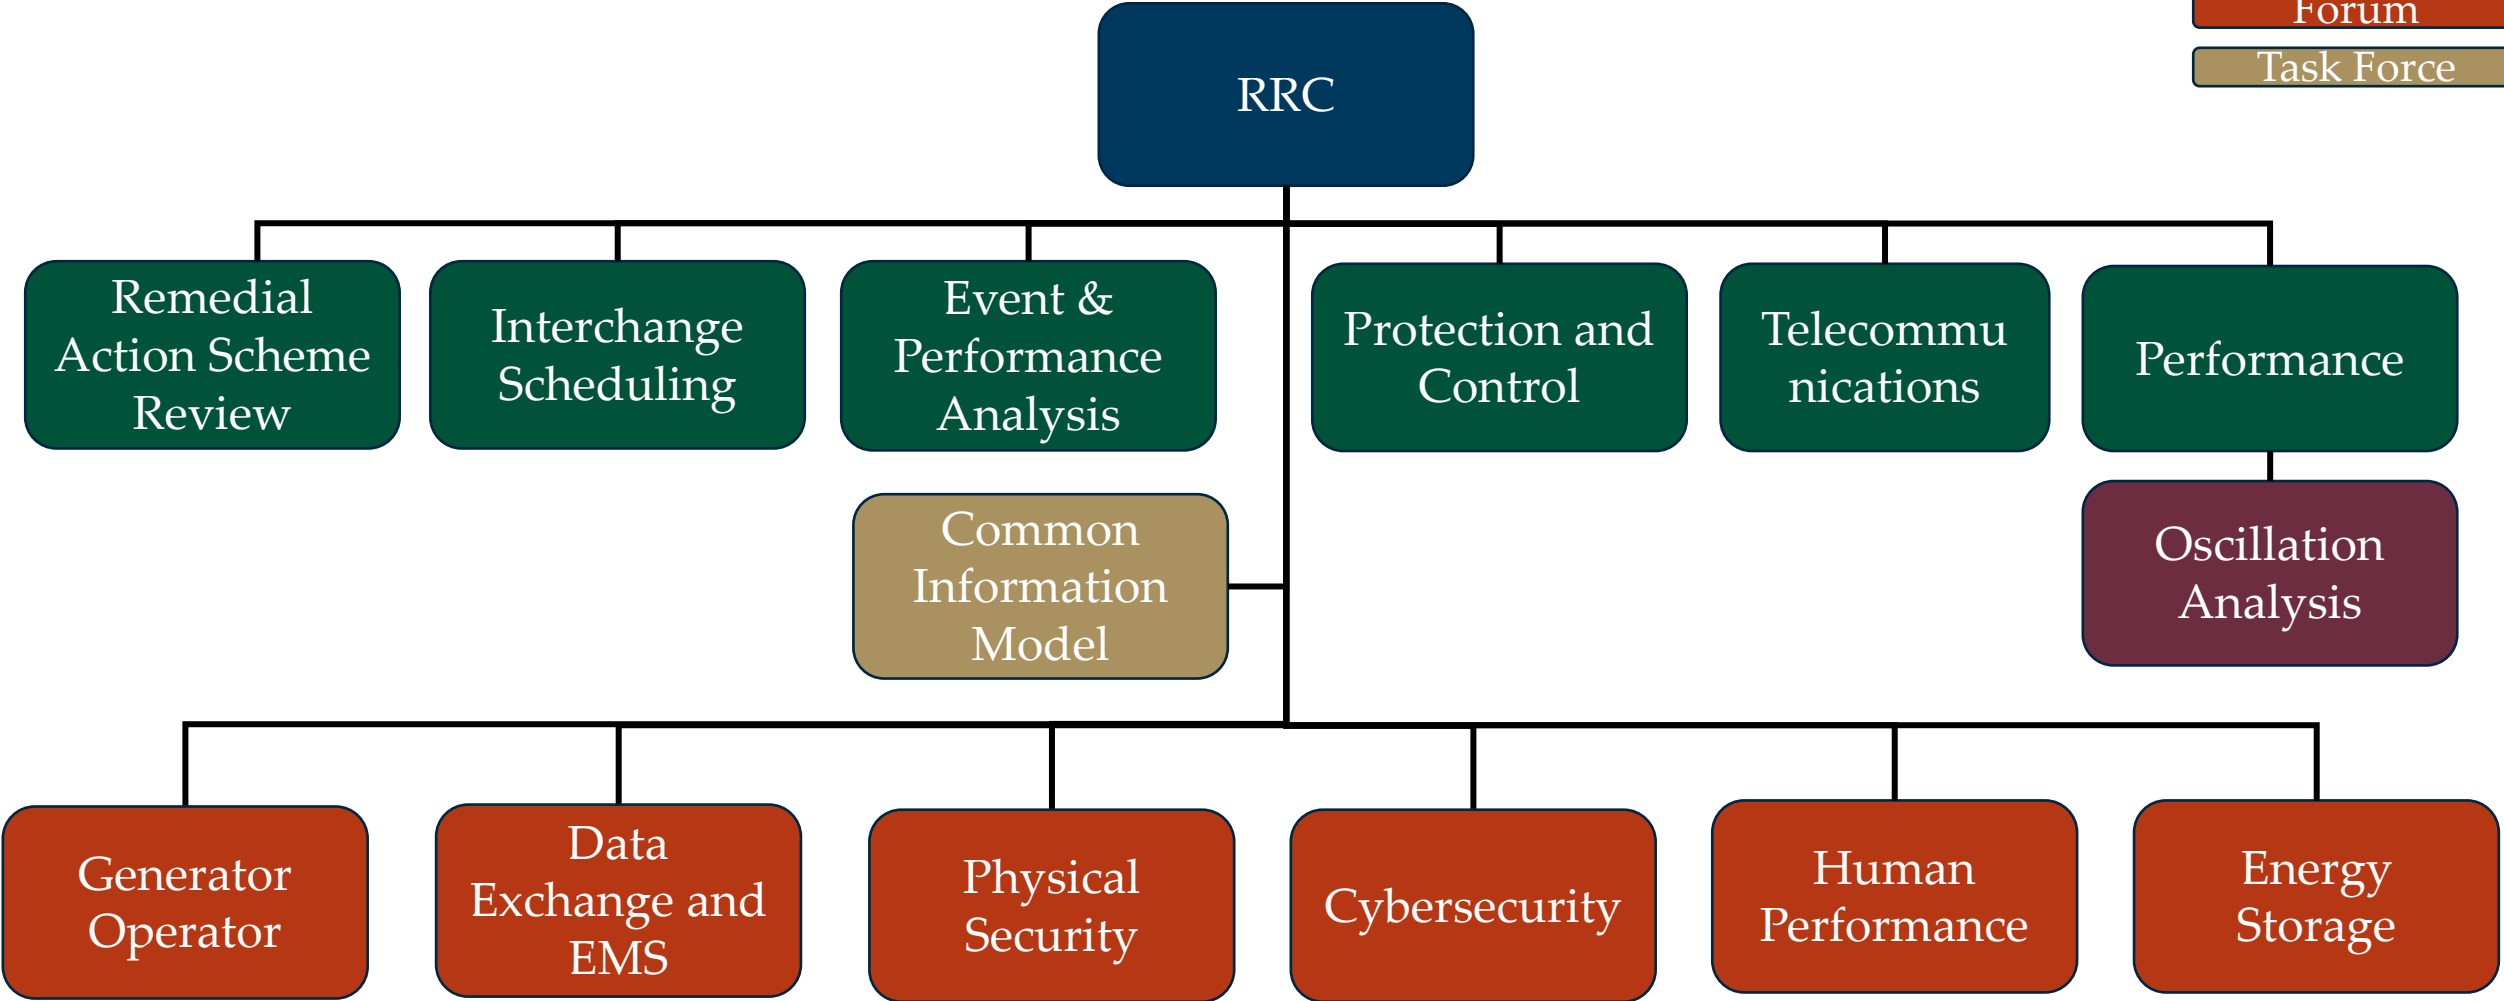 Forum
Task Force
RRC
Remedial
Action Scheme
Review
Interchange
Scheduling
Event &
Performance
Analysis
Protection and
Control
Telecommu
nications
Performance
Common
Information
Model
Oscillation
Analysis
Generator
Operator
Data
Exchange and
EMS
Physical
Security
Cybersecurity
Human
Performance
Energy
Storage